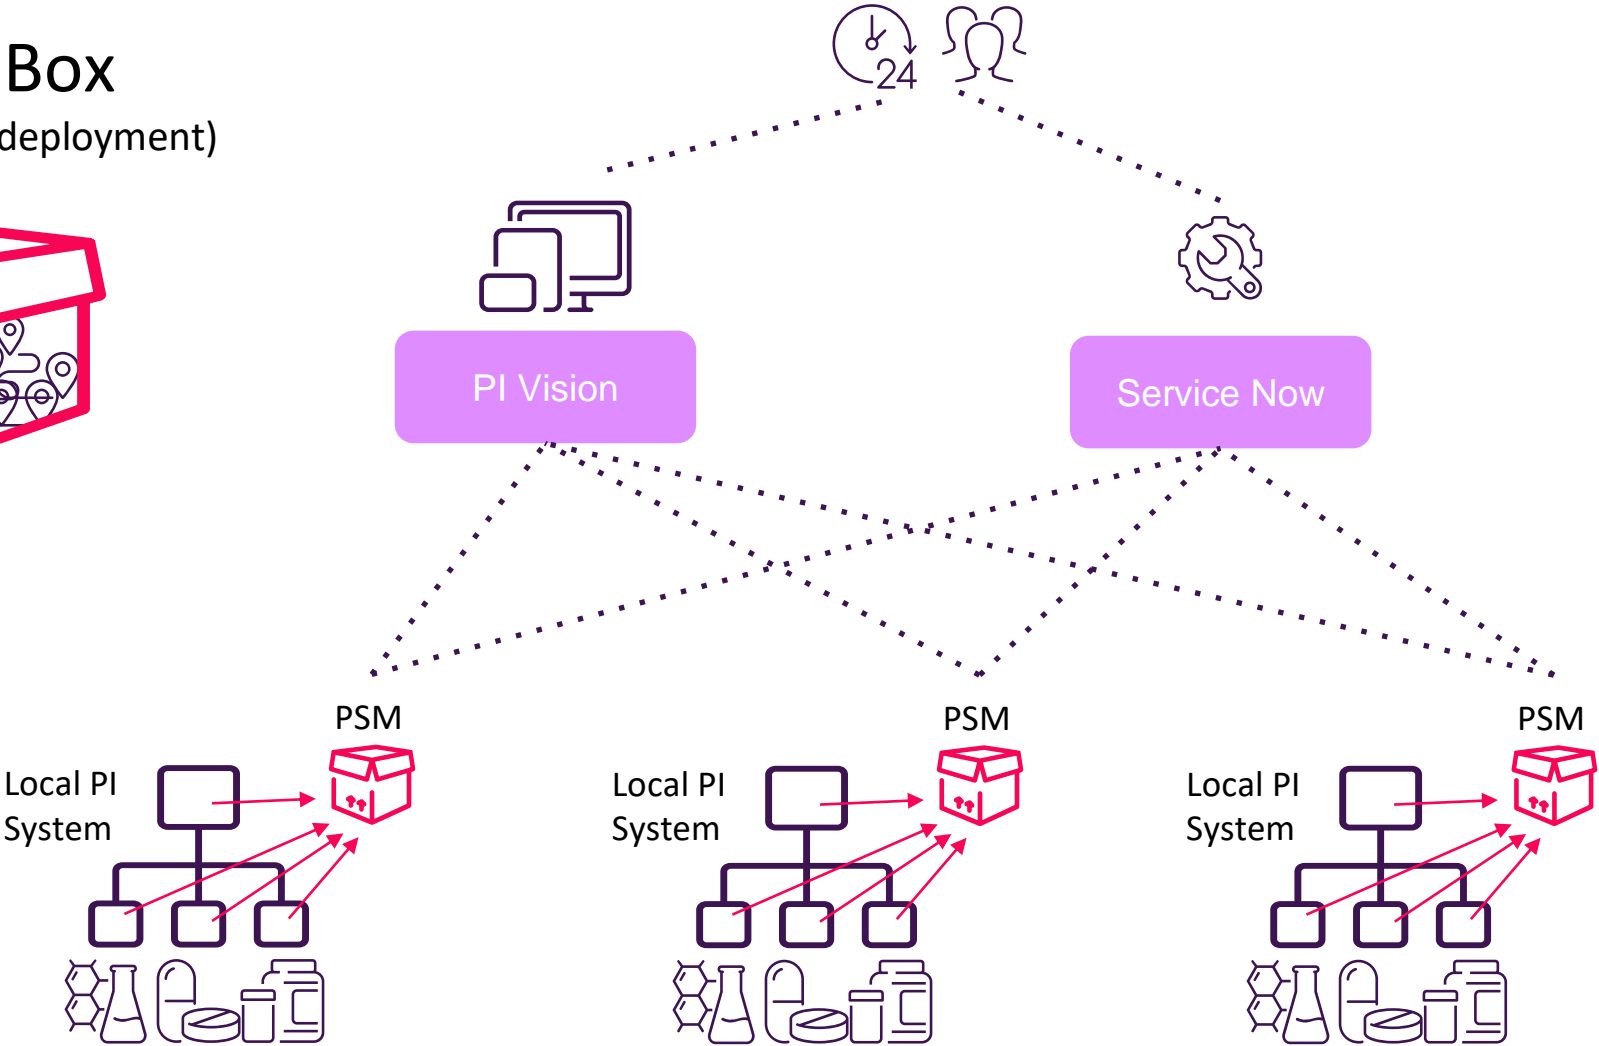 Box
deployment)
24
PI Vision
Service Now
PSM
PSM
PSM
Local PI
System
Local PI
System
Local PI
System